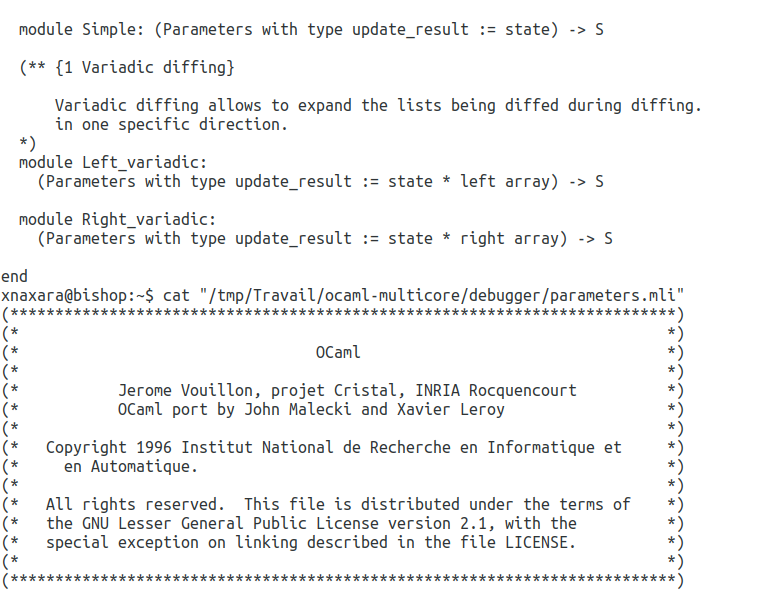 module Simple: (Parameters with type update_result := state) -> S

  (** {1 Variadic diffing}

      Variadic diffing allows to expand the lists being diffed during diffing.
      in one specific direction.
  *)
  module Left_variadic:
    (Parameters with type update_result := state * left array) -> S

  module Right_variadic:
    (Parameters with type update_result := state * right array) -> S

end
xnaxara@bishop:~$ cat "/tmp/Travail/ocaml-multicore/debugger/parameters.mli"
(**************************************************************************)
(*                                                                        *)
(*                                 OCaml                                  *)
(*                                                                        *)
(*           Jerome Vouillon, projet Cristal, INRIA Rocquencourt          *)
(*           OCaml port by John Malecki and Xavier Leroy                  *)
(*                                                                        *)
(*   Copyright 1996 Institut National de Recherche en Informatique et     *)
(*     en Automatique.                                                    *)
(*                                                                        *)
(*   All rights reserved.  This file is distributed under the terms of    *)
(*   the GNU Lesser General Public License version 2.1, with the          *)
(*   special exception on linking described in the file LICENSE.          *)
(*                                                                        *)
(**************************************************************************)